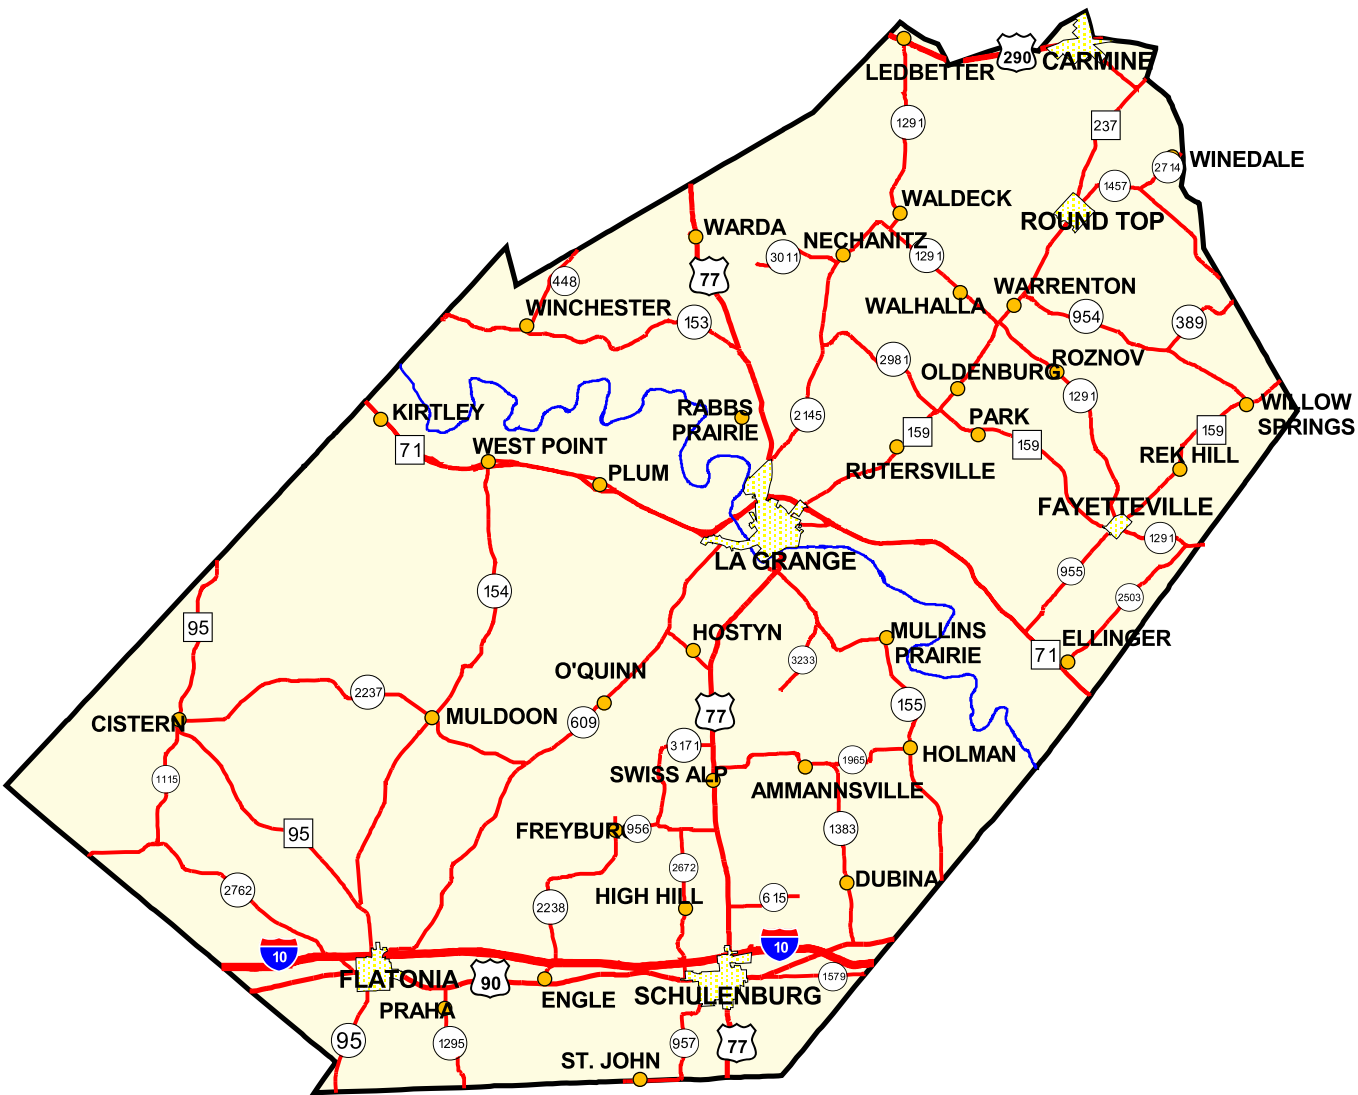 290
CARMINE
LEDBETTER
1291
237
2714
WINEDALE
1457
WALDECK
ROUND TOP
WARDA
NECHANITZ
3011
1291
77
448
WARRENTON
WALHALLA
WINCHESTER
153
954
389
2981
ROZNOV
OLDENBURG
1291
WILLOW
SPRINGS
RABBS
PRAIRIE
2145
KIRTLEY
PARK
159
159
159
71
WEST POINT
REK HILL
PLUM
RUTERSVILLE
FAYETTEVILLE
1291
LA GRANGE
955
154
2503
95
HOSTYN
MULLINS
PRAIRIE
ELLINGER
71
3233
O'QUINN
2237
155
CISTERN
MULDOON
609
77
3171
HOLMAN
1965
SWISS ALP
AMMANNSVILLE
1115
FREYBURG
956
1383
95
2672
DUBINA
2762
HIGH HILL
615
2238
10
10
FLATONIA
90
1579
ENGLE
SCHULENBURG
PRAHA
95
1295
957
77
ST. JOHN